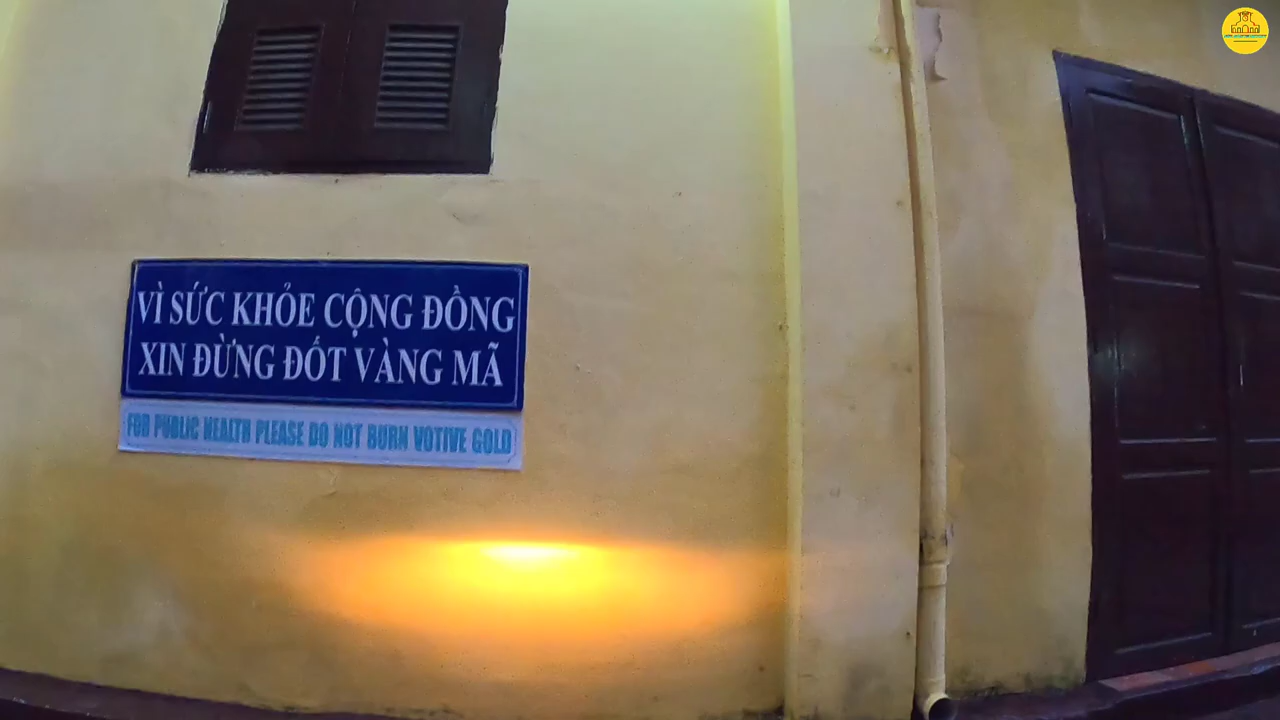 VÌ SỨC KHỎE CỘNG ĐỒNG
XIN ĐỪNG ĐỐT VÀNG MÃ
FOR PUBLIC HEALTH PLEASE DO NOT BURN VOTIVE GOLD